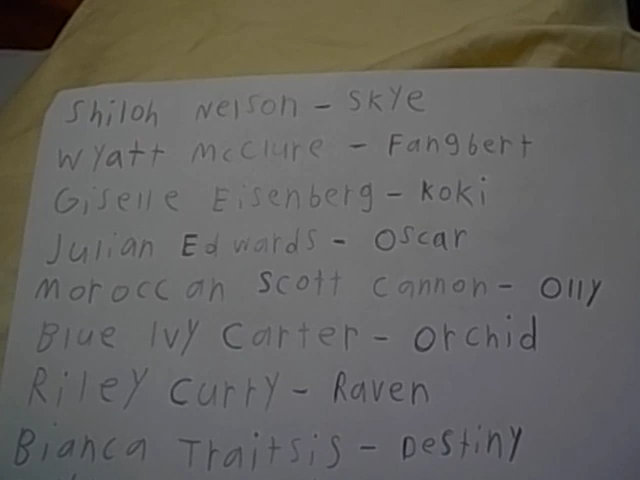 Shiloh Nelson - Skye
Wyatt McClure - Fangbert
Giselle Eisenberg - Koki
Julian Edwards - Oscar
Moroccan Scott Cannon - Olly
Blue Ivy Carter - Orchid
Riley Curry - Raven
Bianca Traitsis - Destiny